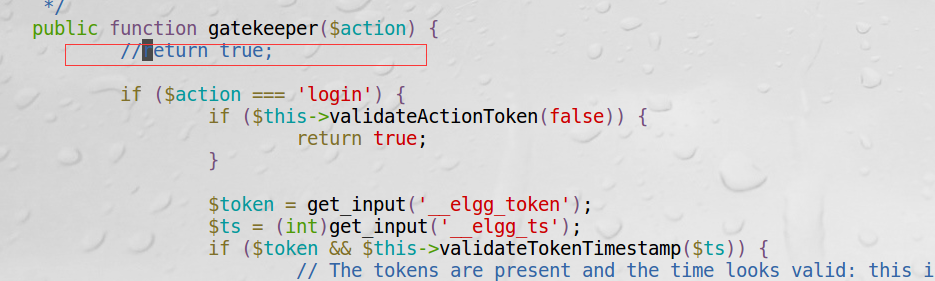 */
public function gatekeeper($action) {
//return true;
if ($action === 'login') {
if ($this->validateActionToken(false)) {
return true;
}
$token = get_input('__elgg_token');
$ts = (int)get_input('__elgg_ts');
if ($token && $this->validateTokenTimestamp($ts)) {
// The tokens are present and the time looks valid: this i